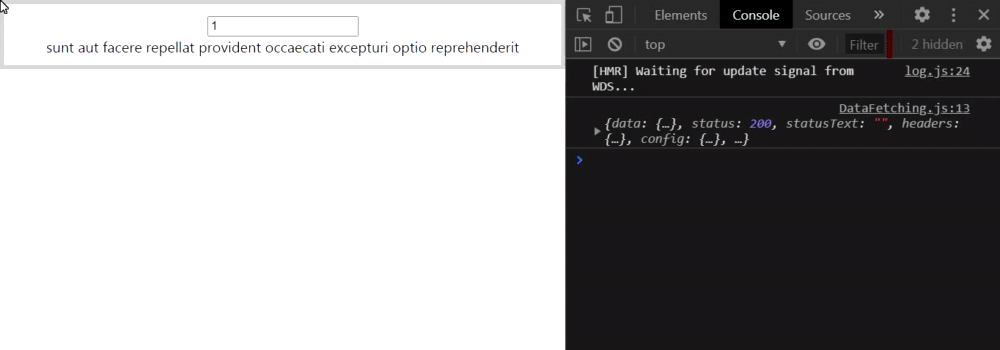 1
sunt aut facere repellat provident occaecati excepturi optio reprehenderit
Elements Console Sources »
top ▼ Filter 2 hidden
[HMR] Waiting for update signal from log.js:24
WDS...
DataFetching.js:13
▶ {data: {…}, status: 200, statusText: "", headers:
{…}, config: {…}, …}
>